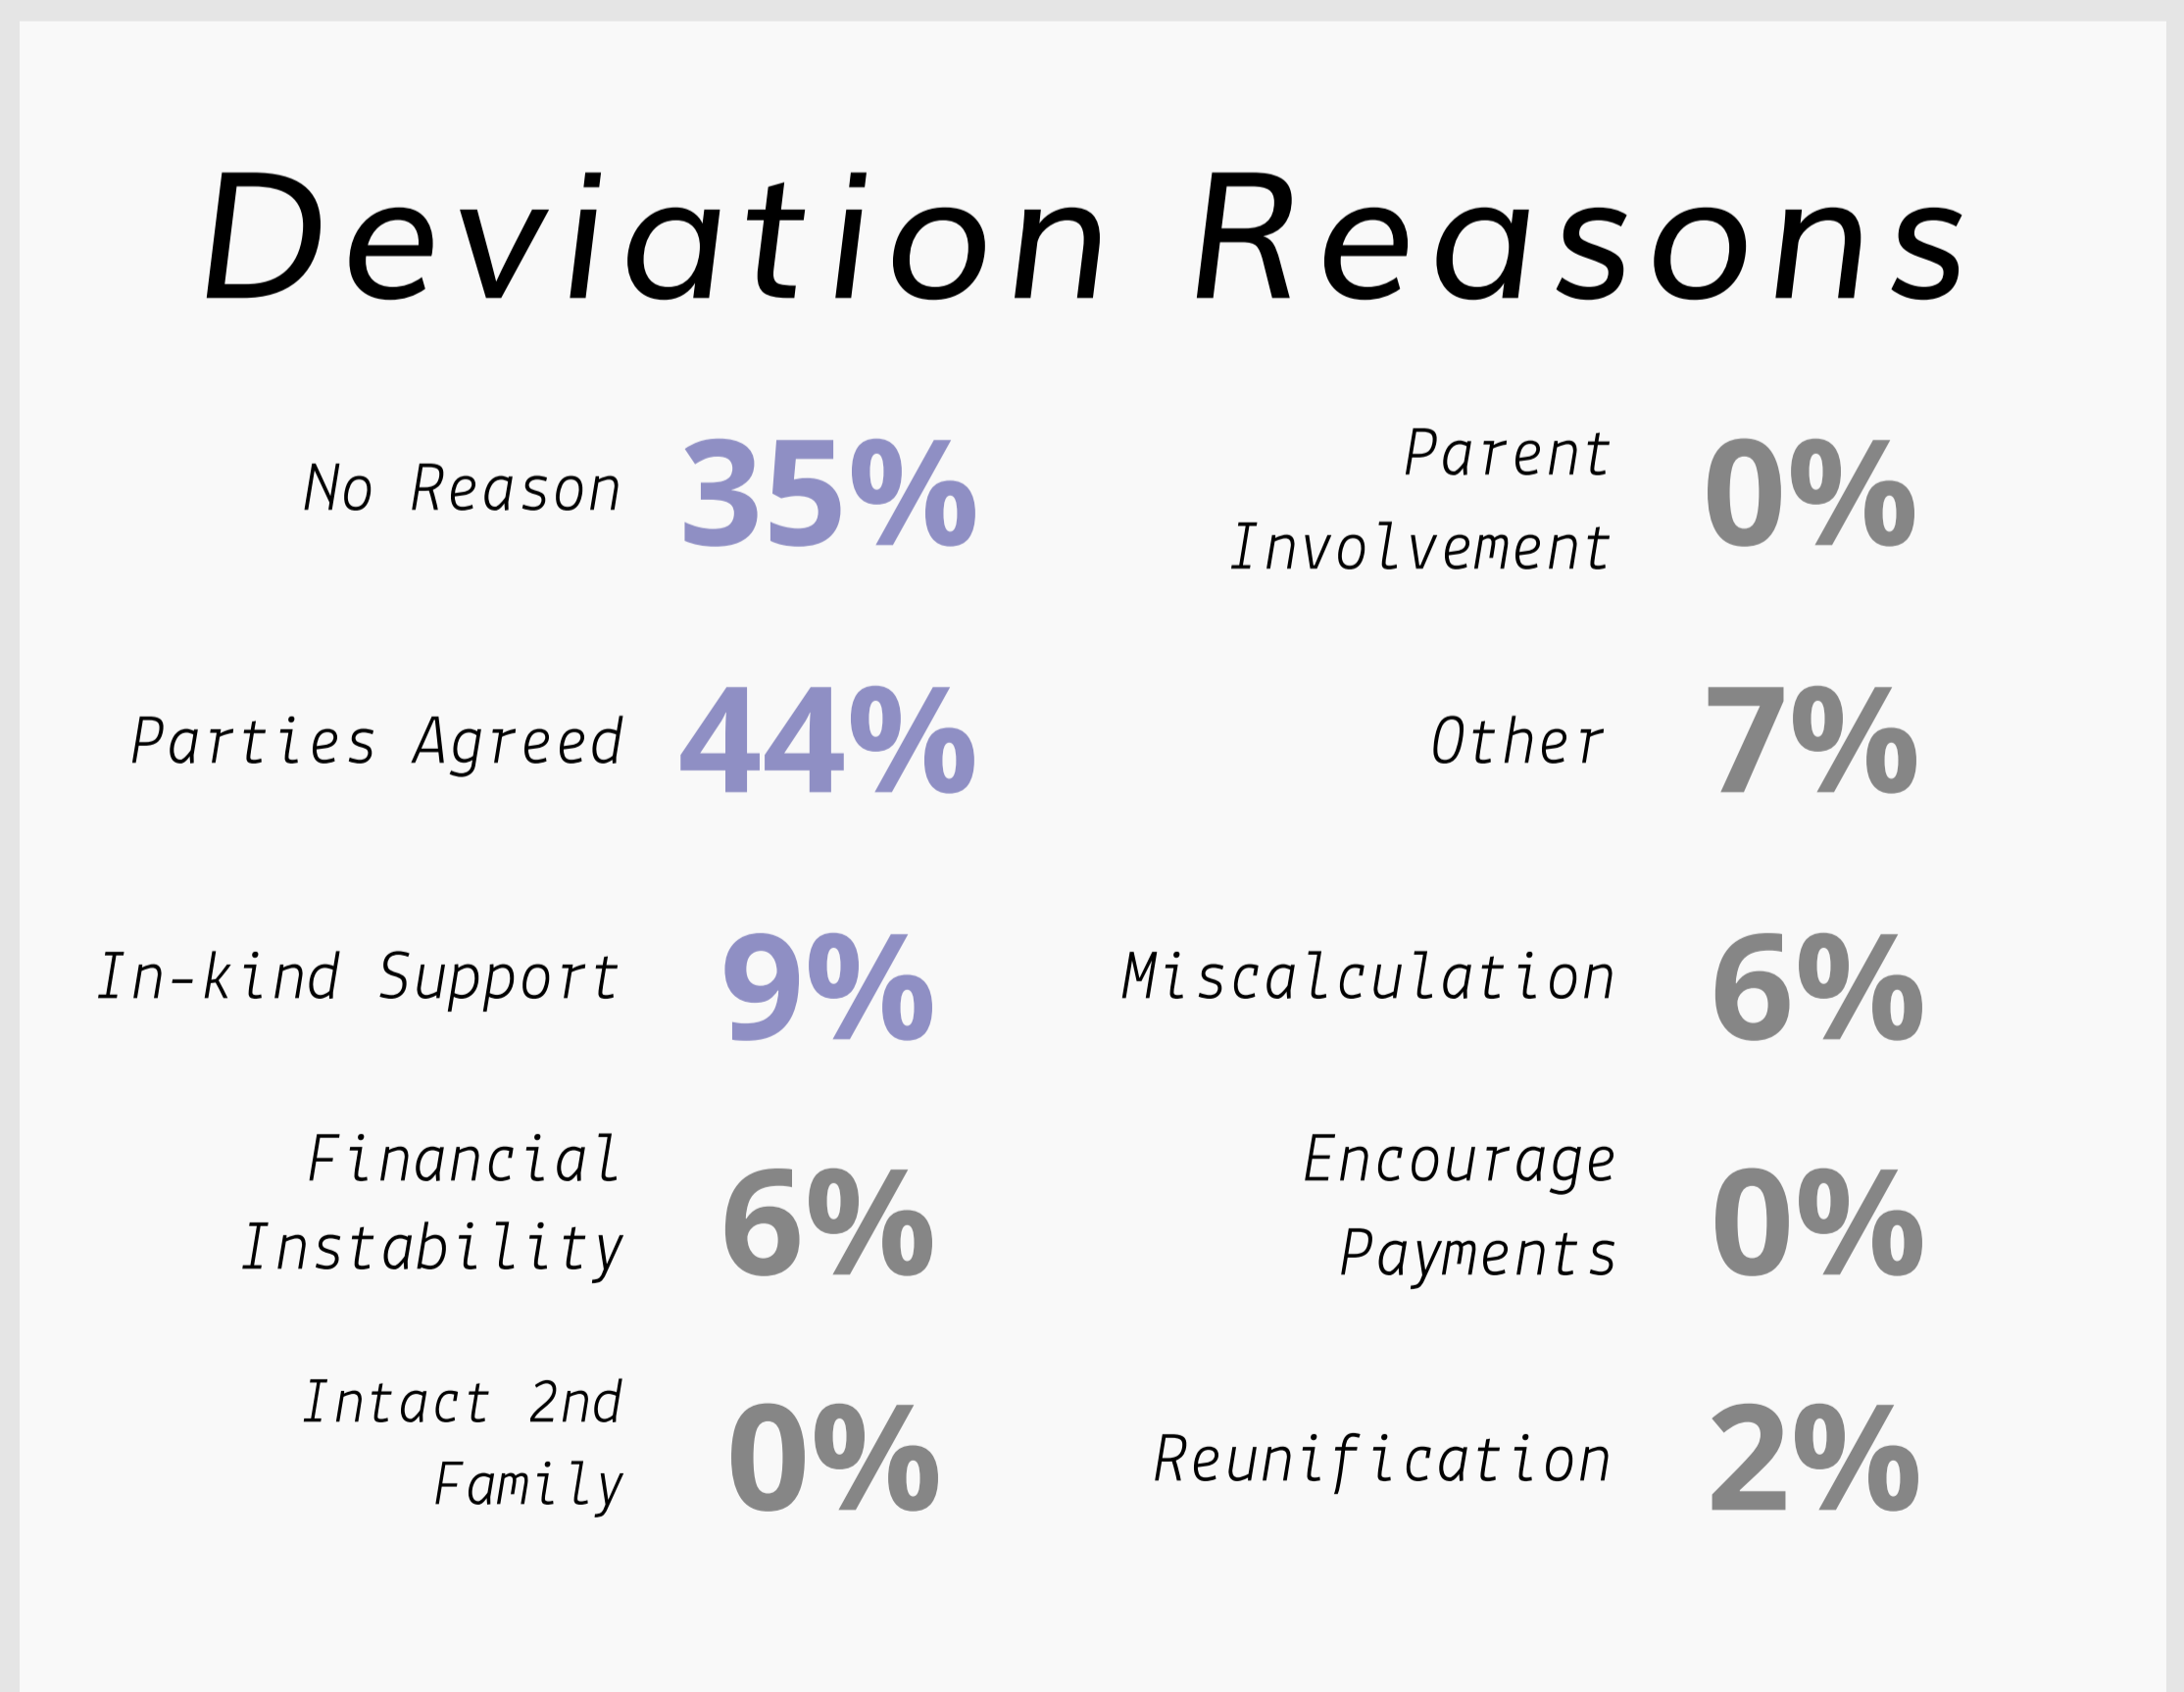 Deviation Reasons
No Reason 35%
Parties Agreed 44%
In-kind Support 9%
Financial
Instability 6%
Intact 2nd
Family 0%
Parent
Involvement 0%
Other 7%
Miscalculation 6%
Encourage
Payments 0%
Reunification 2%